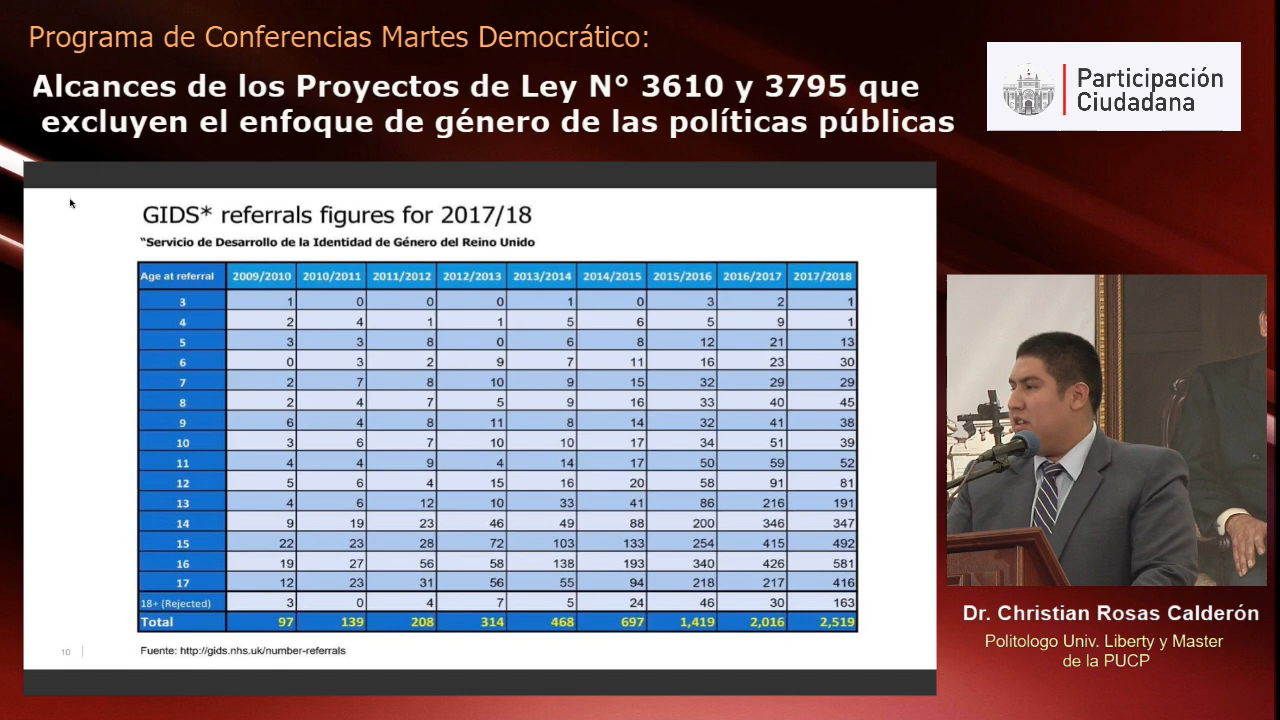 Programa de Conferencias Martes Democrático:
Alcances de los Proyectos de Ley N° 3610 y 3795 que
excluyen el enfoque de género de las políticas públicas
Participación
Ciudadana
GIDS* referrals figures for 2017/18
"Servicio de Desarrollo de la Identidad de Género del Reino Unido
Age at referral 2009/2010 2010/2011 2011/2012 2012/2013 2013/2014 2014/2015 2015/2016 2016/2017 2017/2018
3 1 0 0 0 1 0 3 2 1
4 2 4 1 1 5 6 5 9 1
5 3 3 8 0 6 8 12 21 13
6 0 3 2 9 7 11 16 23 30
7 2 7 8 10 9 15 32 29 29
8 2 4 7 5 9 16 33 40 45
9 6 4 8 11 8 14 32 41 38
10 3 6 7 10 10 17 34 51 39
11 4 4 9 4 14 17 50 59 52
12 5 6 4 15 16 20 58 91 81
13 4 6 12 10 33 41 86 216 191
14 9 19 23 46 49 88 200 346 347
15 22 23 28 72 103 133 254 415 492
16 19 27 56 58 138 193 340 426 581
17 12 23 31 56 55 94 218 217 416
18+ (Rejected) 3 0 4 7 5 24 46 30 163
Total 97 139 208 314 468 697 1,419 2,016 2,519
10
Fuente: http://gids.nhs.uk/number-referrals
Dr. Christian Rosas Calderón
Politologo Univ. Liberty y Master
de la PUCP